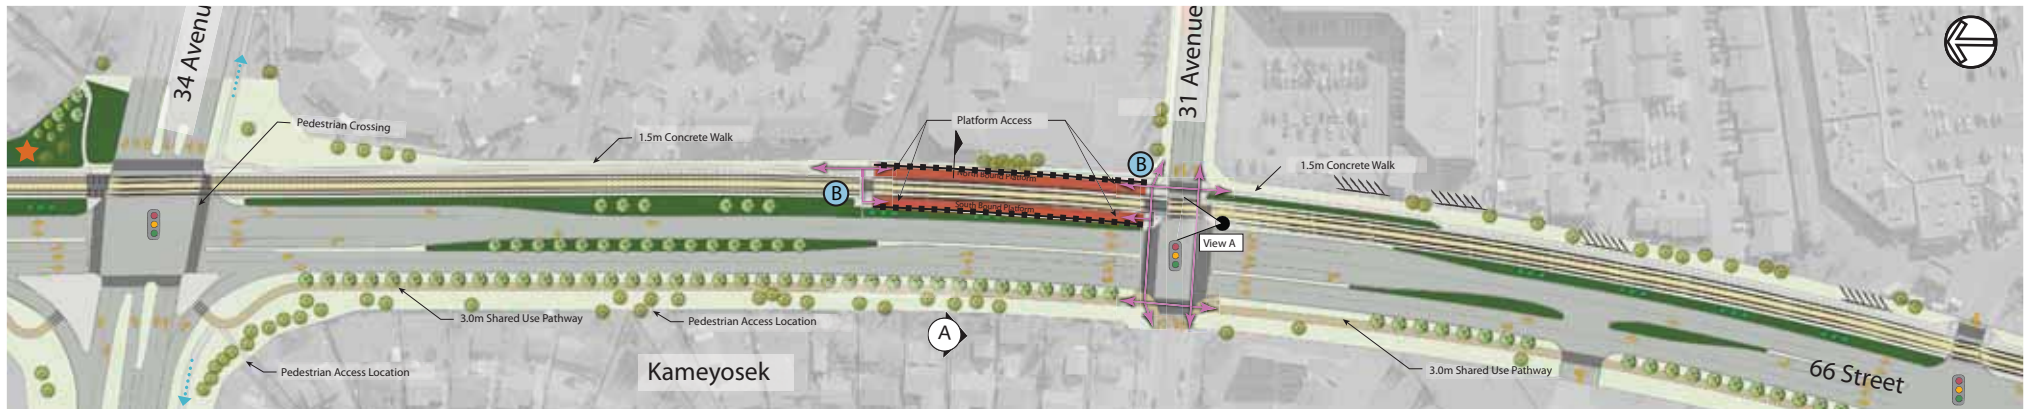 34 Avenu
31 Avenue
Pedestrian Crossing
1.5m Concrete Walk
Platform Access
B
B
1.5m Concrete Walk
North Bound Platform
South Bound Platform
View A
3.0m Shared Use Pathway
Pedestrian Access Location
A
Pedestrian Access Location
Kameyosek
3.0m Shared Use Pathway
66 Street